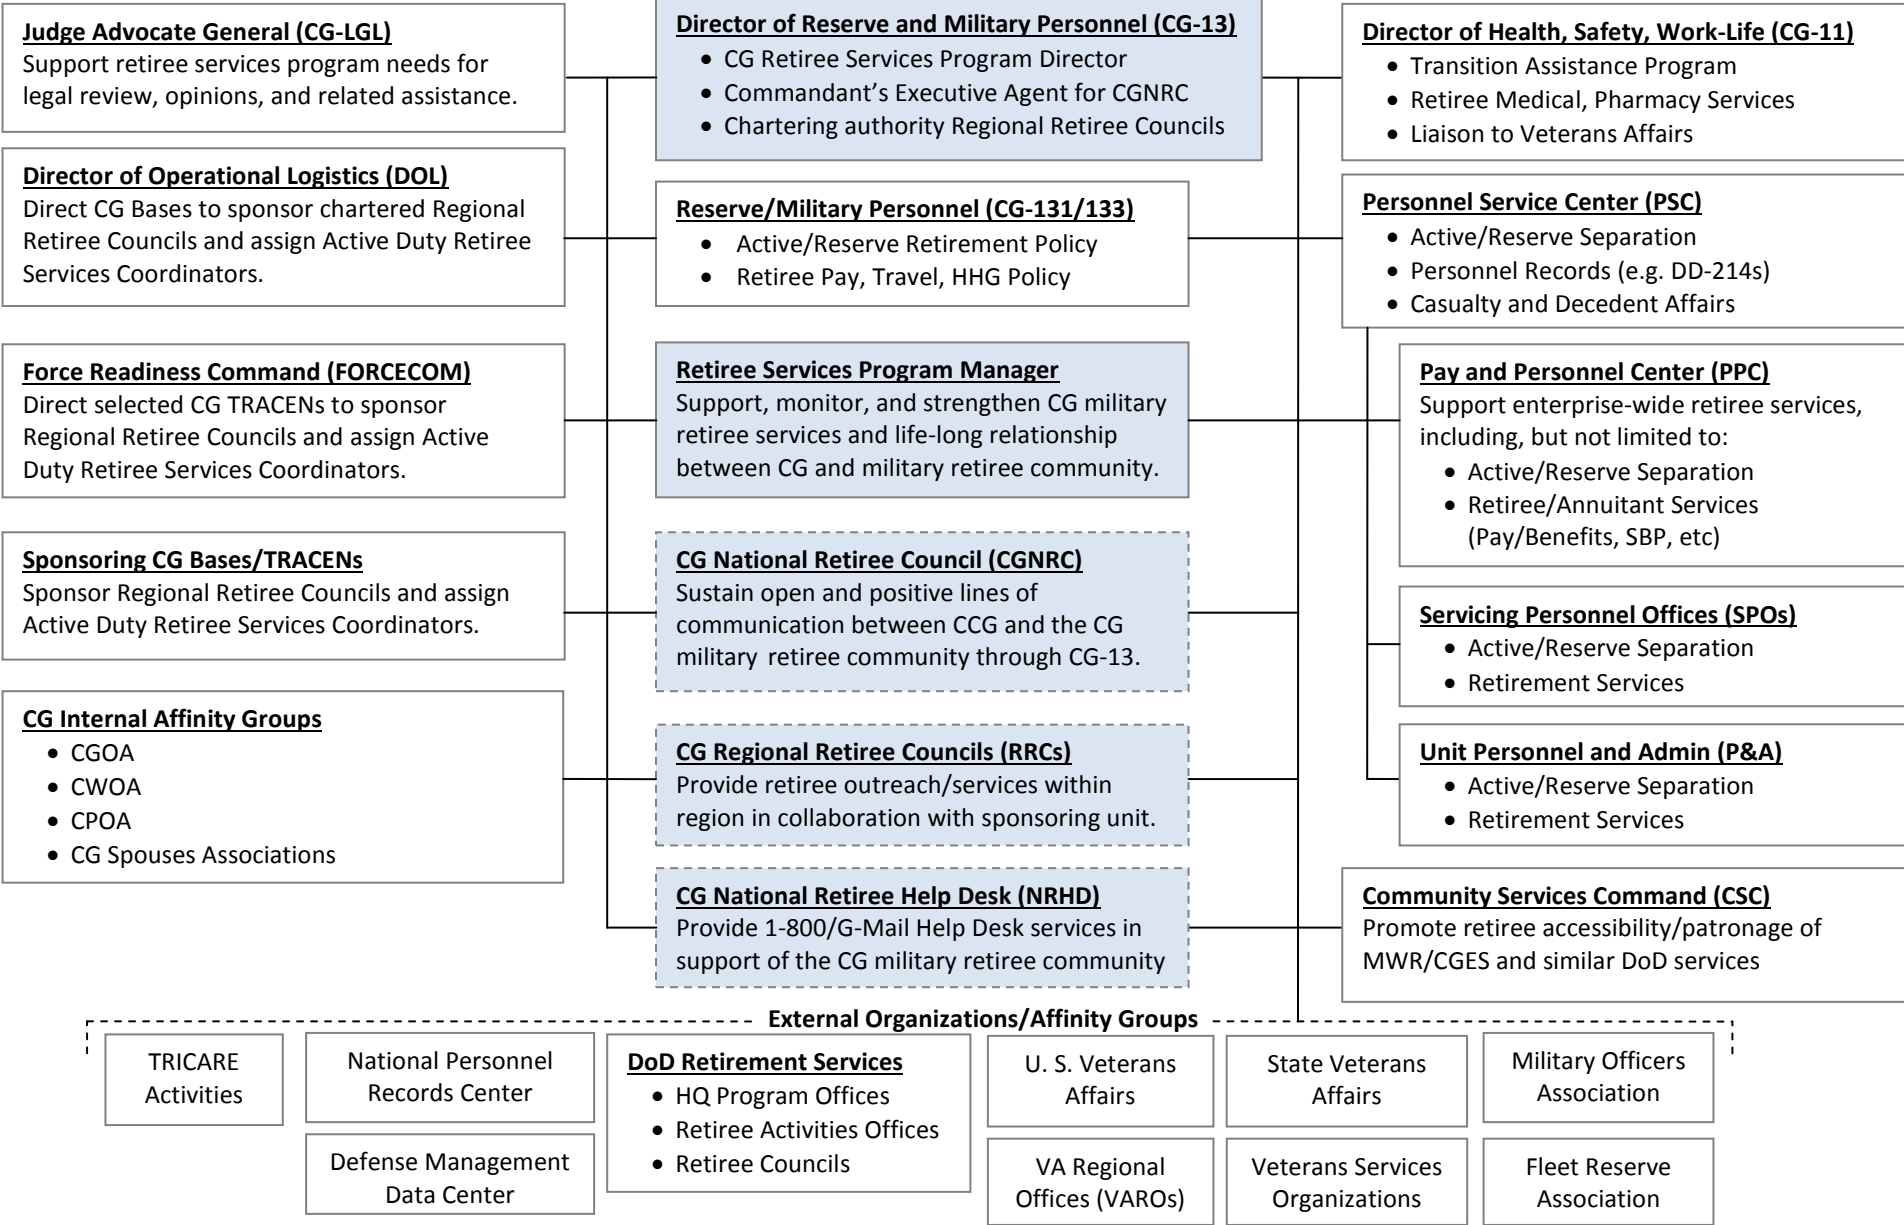 Judge Advocate General (CG-LGL)
Support retiree services program needs for
legal review, opinions, and related assistance.
Director of Operational Logistics (DOL)
Direct CG Bases to sponsor chartered Regional
Retiree Councils and assign Active Duty Retiree
Services Coordinators.
Force Readiness Command (FORCECOM)
Direct selected CG TRACENs to sponsor
Regional Retiree Councils and assign Active
Duty Retiree Services Coordinators.
Sponsoring CG Bases/TRACENs
Sponsor Regional Retiree Councils and assign
Active Duty Retiree Services Coordinators.
CG Internal Affinity Groups
• CGOA
• CWOA
• CPOA
• CG Spouses Associations
Director of Reserve and Military Personnel (CG-13)
• CG Retiree Services Program Director
• Commandant's Executive Agent for CGNRC
• Chartering authority Regional Retiree Councils
Reserve/Military Personnel (CG-131/133)
• Active/Reserve Retirement Policy
• Retiree Pay, Travel, HHG Policy
Retiree Services Program Manager
Support, monitor, and strengthen CG military
retiree services and life-long relationship
between CG and military retiree community.
CG National Retiree Council (CGNRC)
Sustain open and positive lines of
communication between CCG and the CG
military retiree community through CG-13.
CG Regional Retiree Councils (RRCs)
Provide retiree outreach/services within
region in collaboration with sponsoring unit.
CG National Retiree Help Desk (NRHD)
Provide 1-800/G-Mail Help Desk services in
support of the CG military retiree community
Director of Health, Safety, Work-Life (CG-11)
• Transition Assistance Program
• Retiree Medical, Pharmacy Services
• Liaison to Veterans Affairs
Personnel Service Center (PSC)
• Active/Reserve Separation
• Personnel Records (e.g. DD-214s)
• Casualty and Decedent Affairs
Pay and Personnel Center (PPC)
Support enterprise-wide retiree services,
including, but not limited to:
• Active/Reserve Separation
• Retiree/Annuitant Services
(Pay/Benefits, SBP, etc)
Servicing Personnel Offices (SPOs)
• Active/Reserve Separation
• Retirement Services
Unit Personnel and Admin (P&A)
• Active/Reserve Separation
• Retirement Services
Community Services Command (CSC)
Promote retiree accessibility/patronage of
MWR/CGES and similar DoD services
External Organizations/Affinity Groups
TRICARE
Activities
National Personnel
Records Center
Defense Management
Data Center
DoD Retirement Services
• HQ Program Offices
• Retiree Activities Offices
• Retiree Councils
U. S. Veterans
Affairs
VA Regional
Offices (VAROs)
State Veterans
Affairs
Veterans Services
Organizations
Military Officers
Association
Fleet Reserve
Association